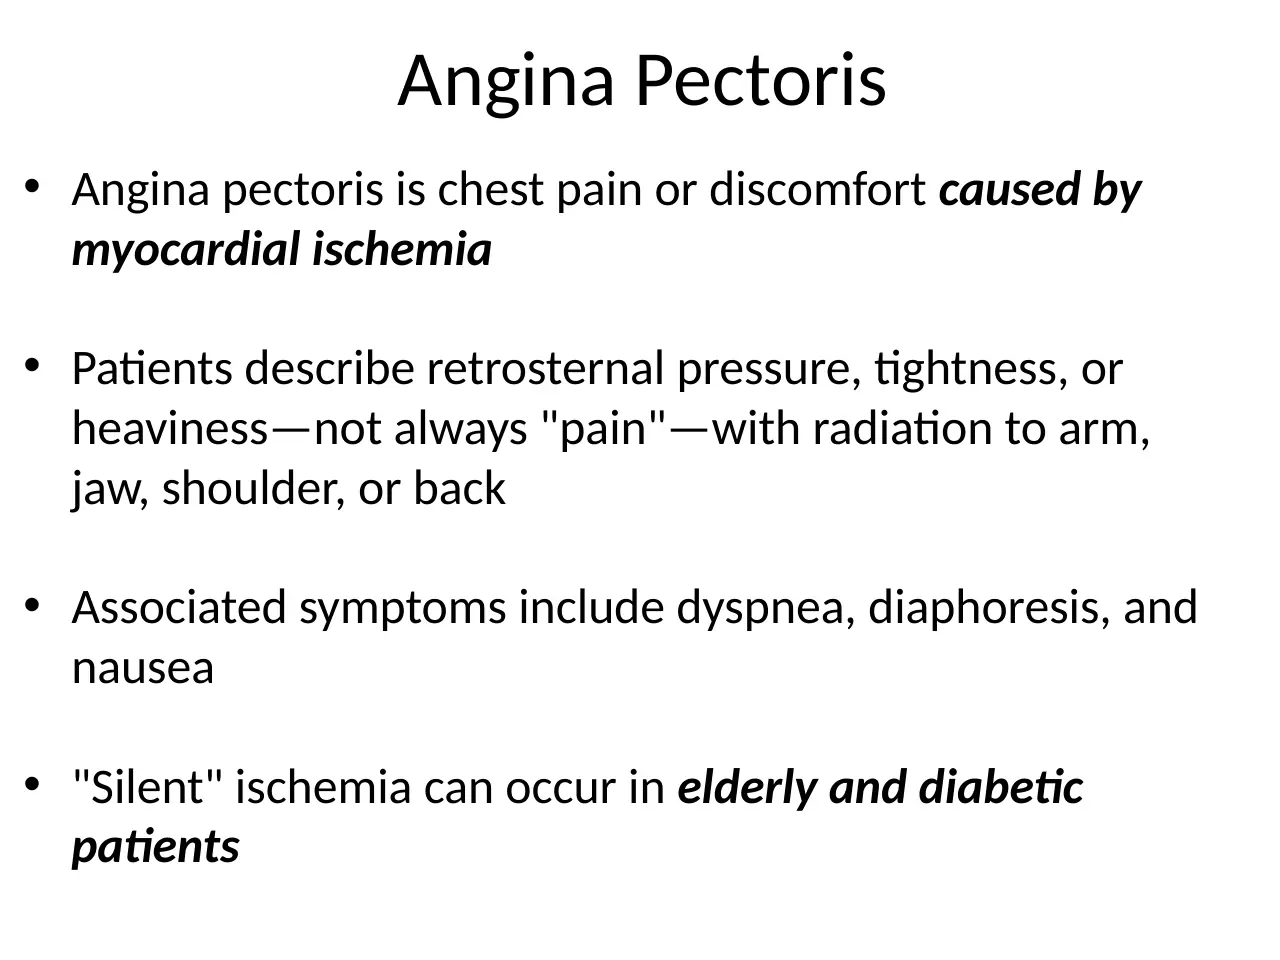 Angina Pectoris
• Angina pectoris is chest pain or discomfort caused by
myocardial ischemia
• Patients describe retrosternal pressure, tightness, or
heaviness—not always "pain"—with radiation to arm,
jaw, shoulder, or back
• Associated symptoms include dyspnea, diaphoresis, and
nausea
• "Silent" ischemia can occur in elderly and diabetic
patients